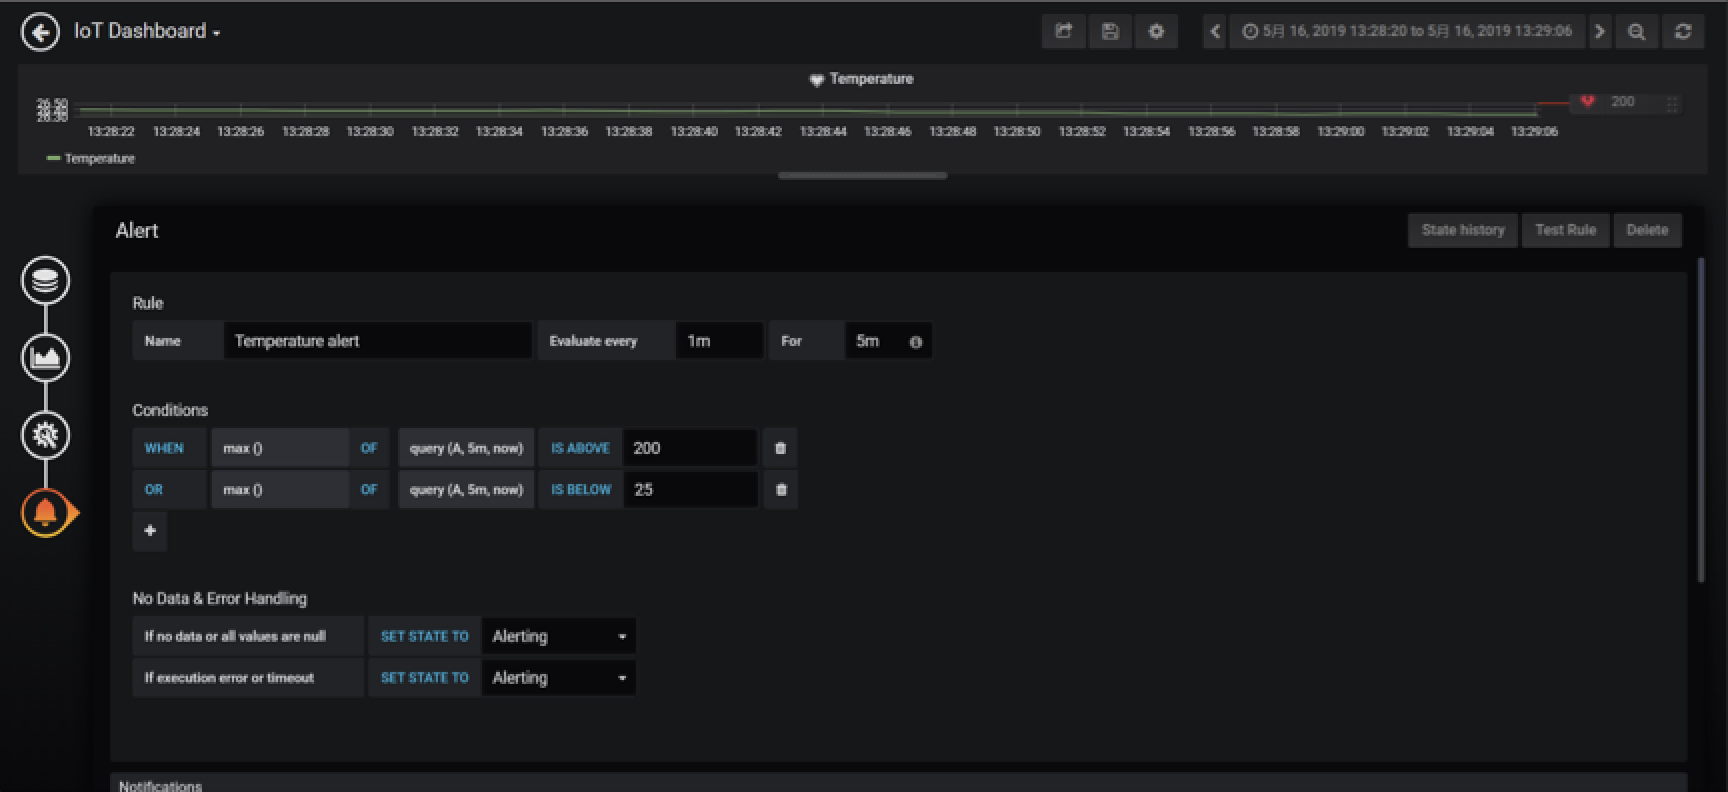 IoT Dashboard
5月 16, 2019 13:28:20 to 5月 16, 2019 13:29:06
Temperature
200
13:28:22 13:28:24 13:28:26 13:28:28 13:28:30 13:28:32 13:28:34 13:28:36 13:28:38 13:28:40 13:28:42 13:28:44 13:28:46 13:28:48 13:28:50 13:28:52 13:28:54 13:28:56 13:28:58 13:29:00 13:29:02 13:29:04 13:29:06
Temperature
Alert
State history Test Rule Delete
Rule
Name Temperature alert Evaluate every 1m For 5m
Conditions
WHEN max () OF query (A, 5m, now) IS ABOVE 200
OR max () OF query (A, 5m, now) IS BELOW 25
No Data & Error Handling
If no data or all values are null SET STATE TO Alerting
If execution error or timeout SET STATE TO Alerting
Notifications